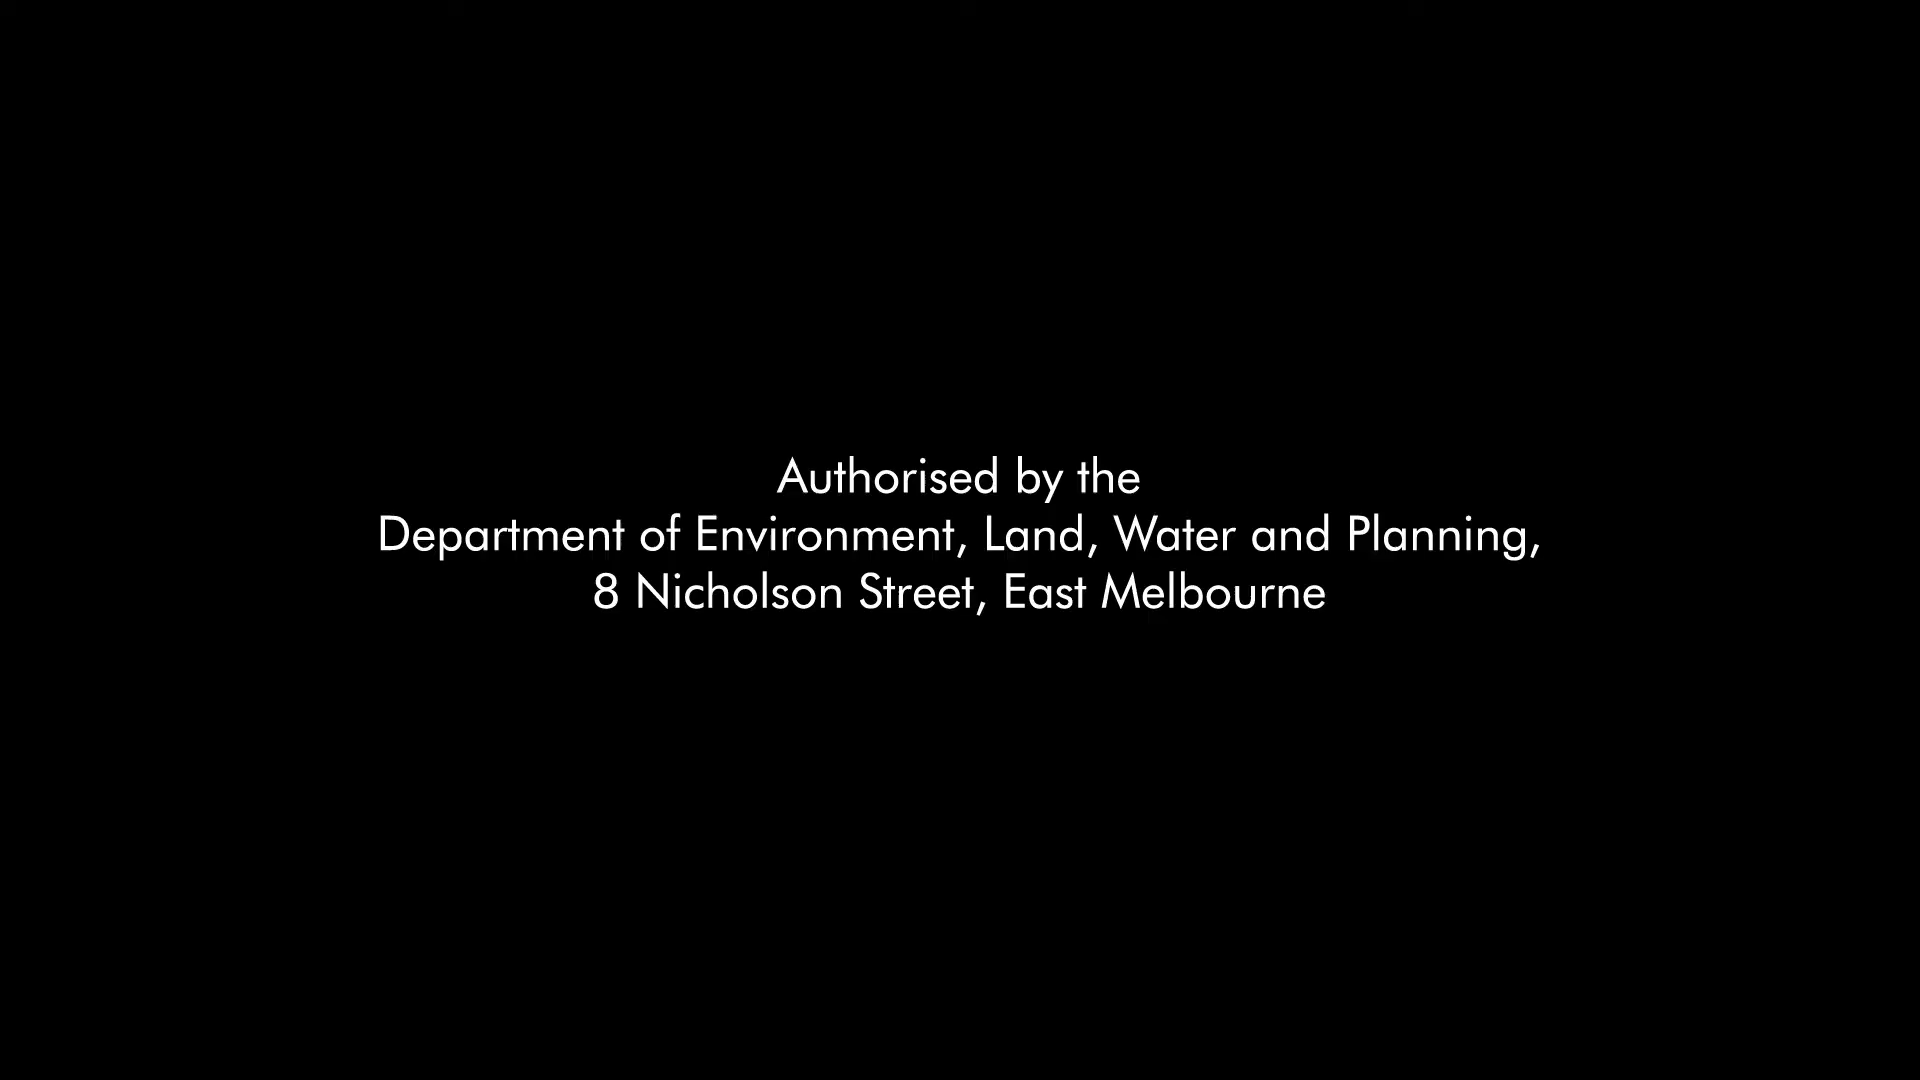 Authorised by the
Department of Environment, Land, Water and Planning,
8 Nicholson Street, East Melbourne